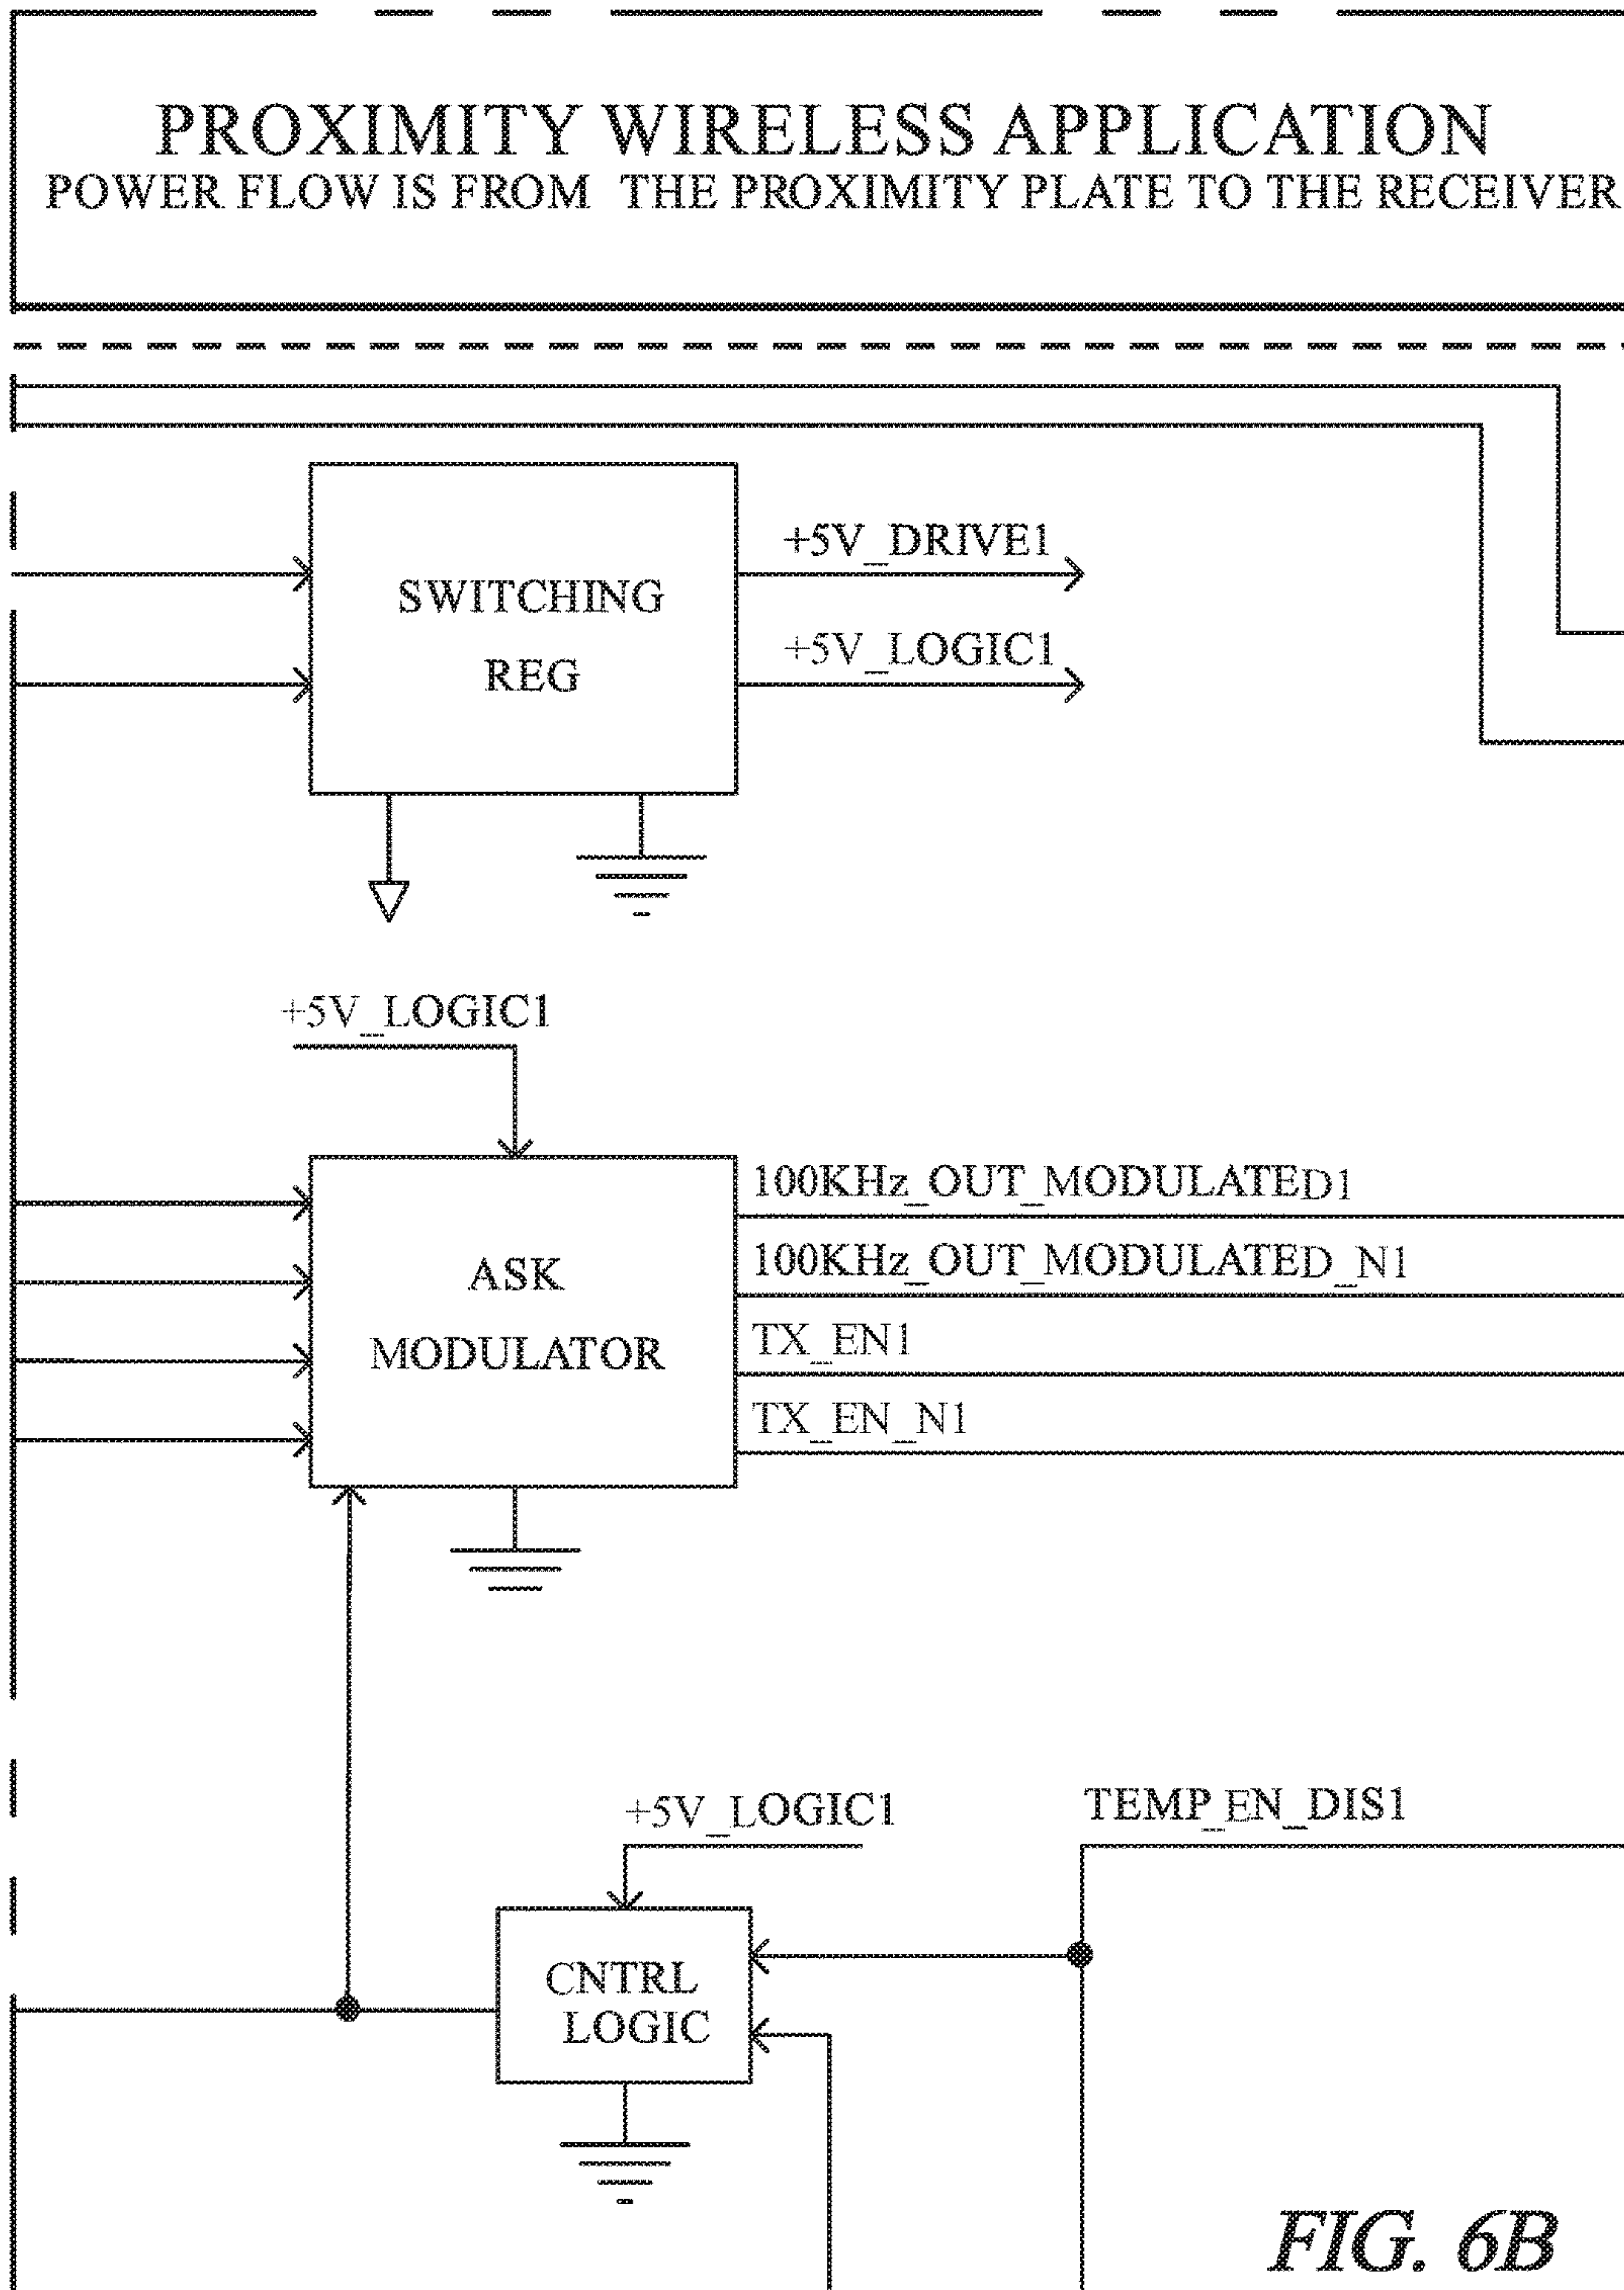 PROXIMITY WIRELESS APPLICATION
POWER FLOW IS FROM THE PROXIMITY PLATE TO THE RECEIVER
+5V_DRIVE1
SWITCHING
REG
+5V_LOGIC1
+5V_LOGIC1
100KHz_OUT_MODULATED1
100KHz_OUT_MODULATED_N1
ASK
MODULATOR
TX_EN1
TX_EN_N1
+5V_LOGIC1
TEMP_EN_DIS1
CNTRL
LOGIC
FIG. 6B